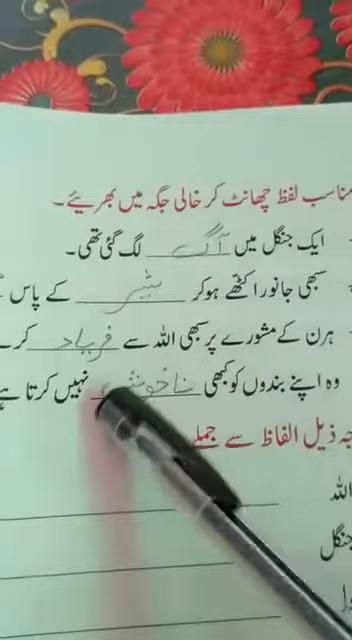 مناسب لفظ چھانٹ کر خالی جگہ میں بھریئے۔
ایک جنگل میں آگ لگ گئی تھی۔
سبھی جانور اکٹھے ہوکر شیر کے پاس
ہرن کے مشورے پر سبھی اللہ سے فریاد کرے
وہ اپنے بندوں کو کبھی ناخوش نہیں کرتا ہے
ذیل الفاظ سے جملے
اللہ
جنگل